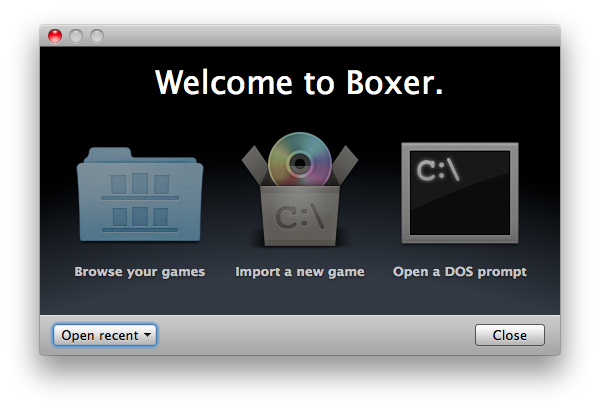 Welcome to Boxer.
C:\
C:\
Browse your games
Import a new game
Open a DOS prompt
Open recent
Close